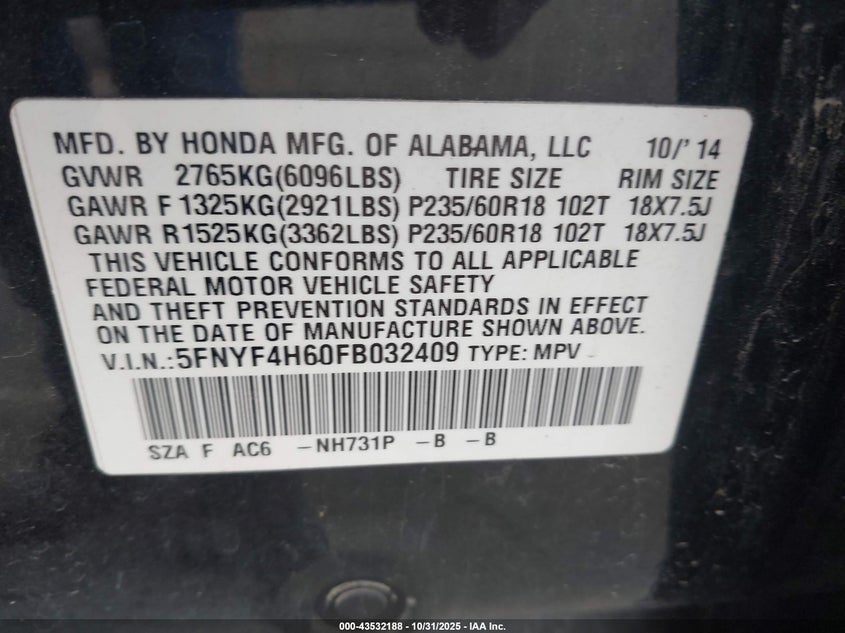 MFD. BY HONDA MFG. OF ALABAMA, LLC 10/'14
GVWR 2765KG(6096LBS) TIRE SIZE RIM SIZE
GAWR F 1325KG(2921LBS) P235/60R18 102T 18X7.5J
GAWR R1525KG(3362LBS) P235/60R18 102T 18X7.5J
THIS VEHICLE CONFORMS TO ALL APPLICABLE
FEDERAL MOTOR VEHICLE SAFETY
AND THEFT PREVENTION STANDARDS IN EFFECT
ON THE DATE OF MANUFACTURE SHOWN ABOVE.
V.I.N.:5FNYF4H60FB032409 TYPE: MPV
SZA F AC6 -NH731P -B -B
000-43532188 - 10/31/2025 - IAA Inc.